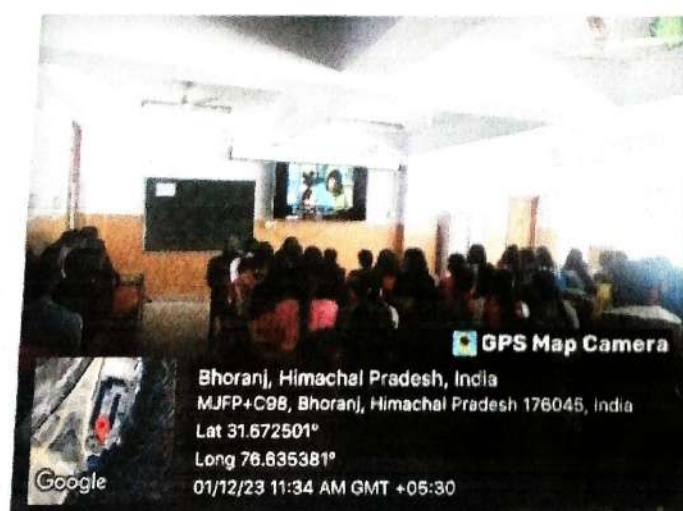 GPS Map Camera
Bhoranj, Himachal Pradesh, India
MJFP+C98, Bhoranj, Himachal Pradesh 176045, India
Lat 31.672501°
Long 76.635381°
01/12/23 11:34 AM GMT +05:30
Google